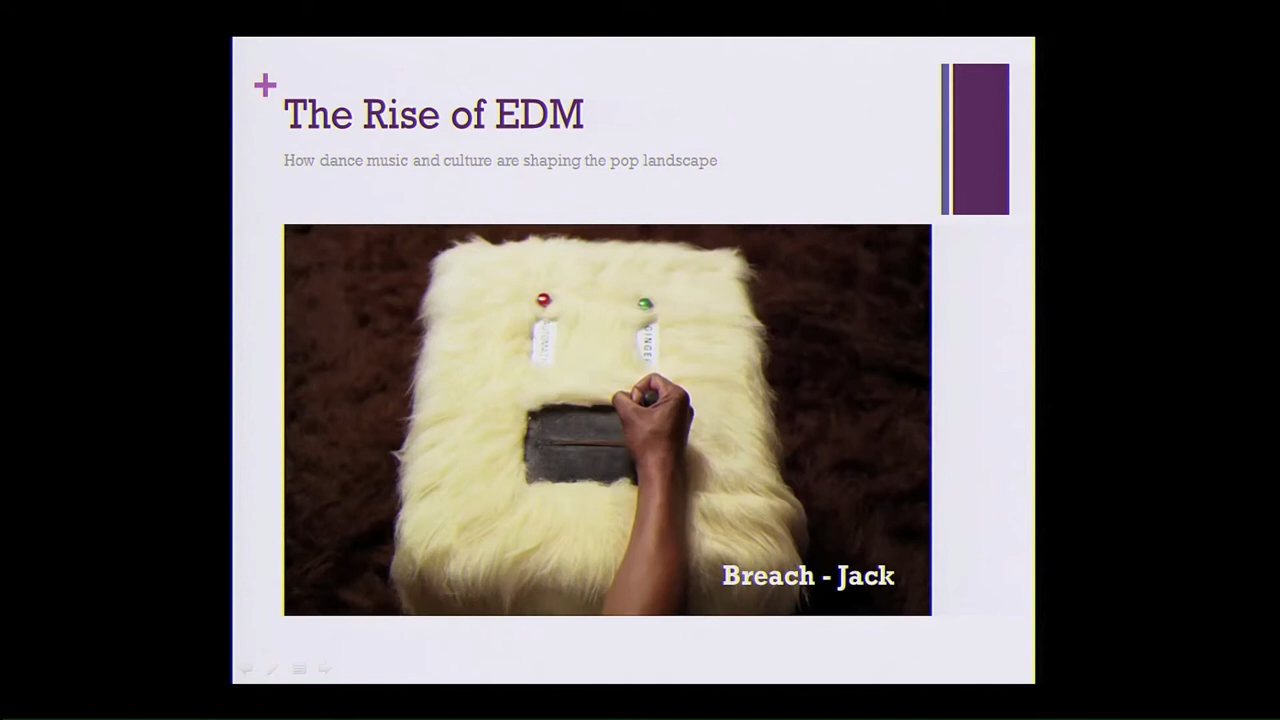 The Rise of EDM
How dance music and culture are shaping the pop landscape
Breach - Jack